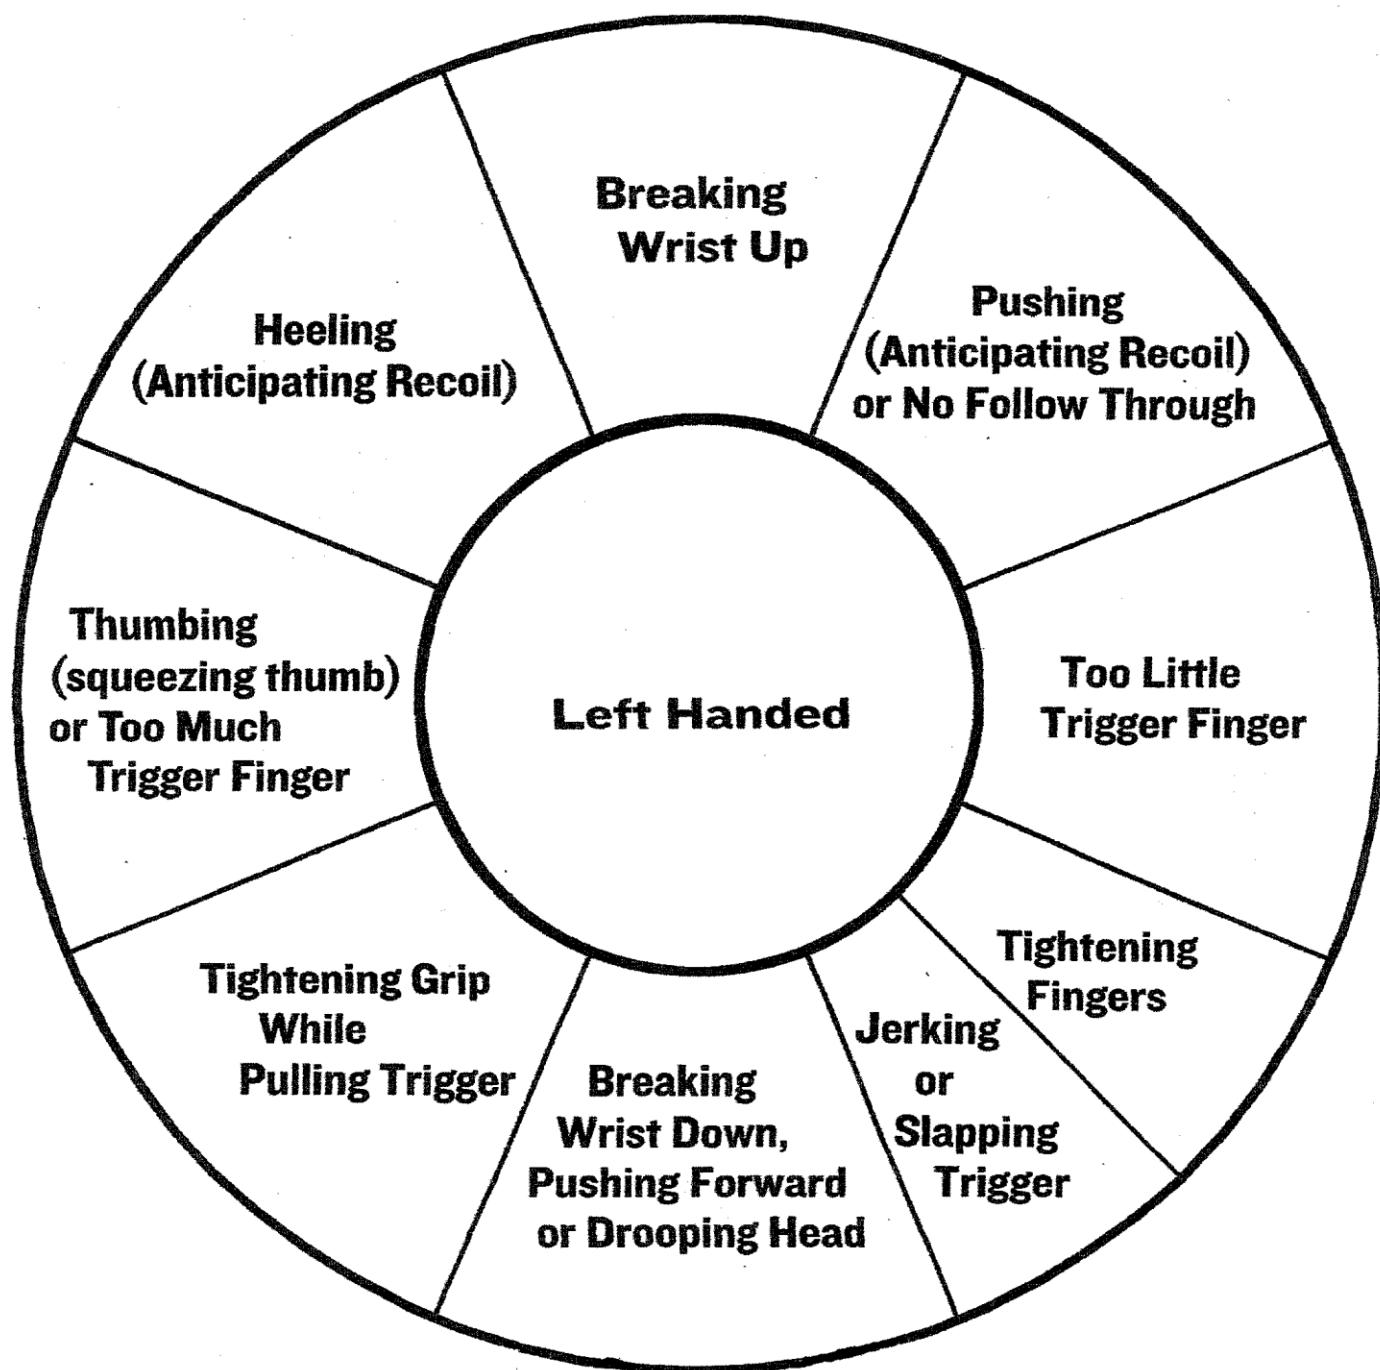 Breaking
Wrist Up
Pushing
(Anticipating Recoil)
or No Follow Through
Too Little
Trigger Finger
Tightening
Fingers
Jerking
or
Slapping
Trigger
Breaking
Wrist Down,
Pushing Forward
or Drooping Head
Tightening Grip
While
Pulling Trigger
Thumbing
(squeezing thumb)
or Too Much
Trigger Finger
Heeling
(Anticipating Recoil)
Left Handed